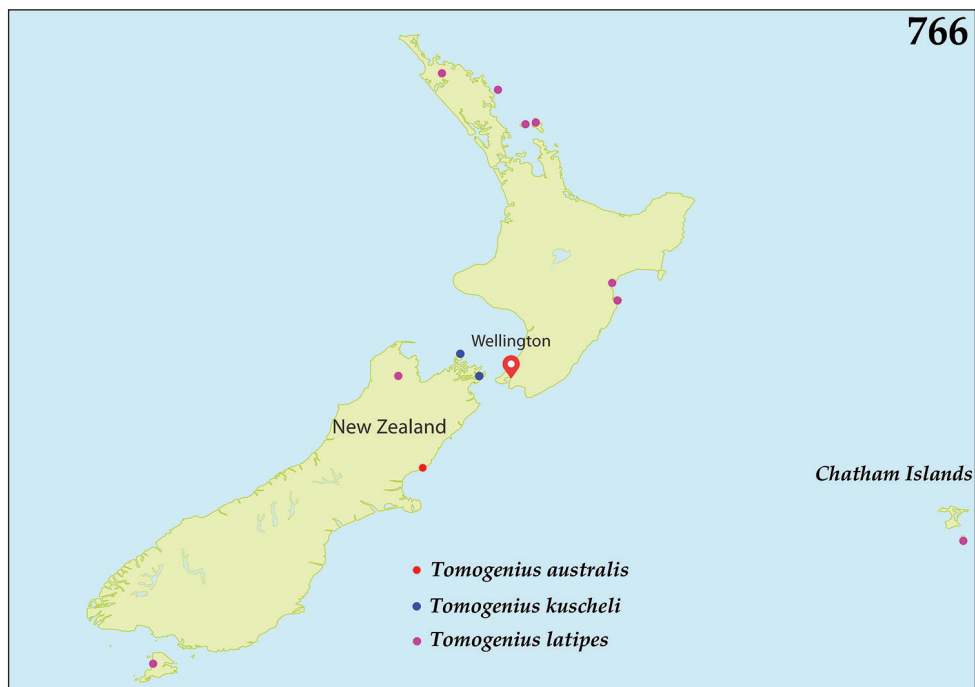 766
Wellington
New Zealand
Chatham Islands
Tomogenius australis
Tomogenius kuscheli
Tomogenius latipes